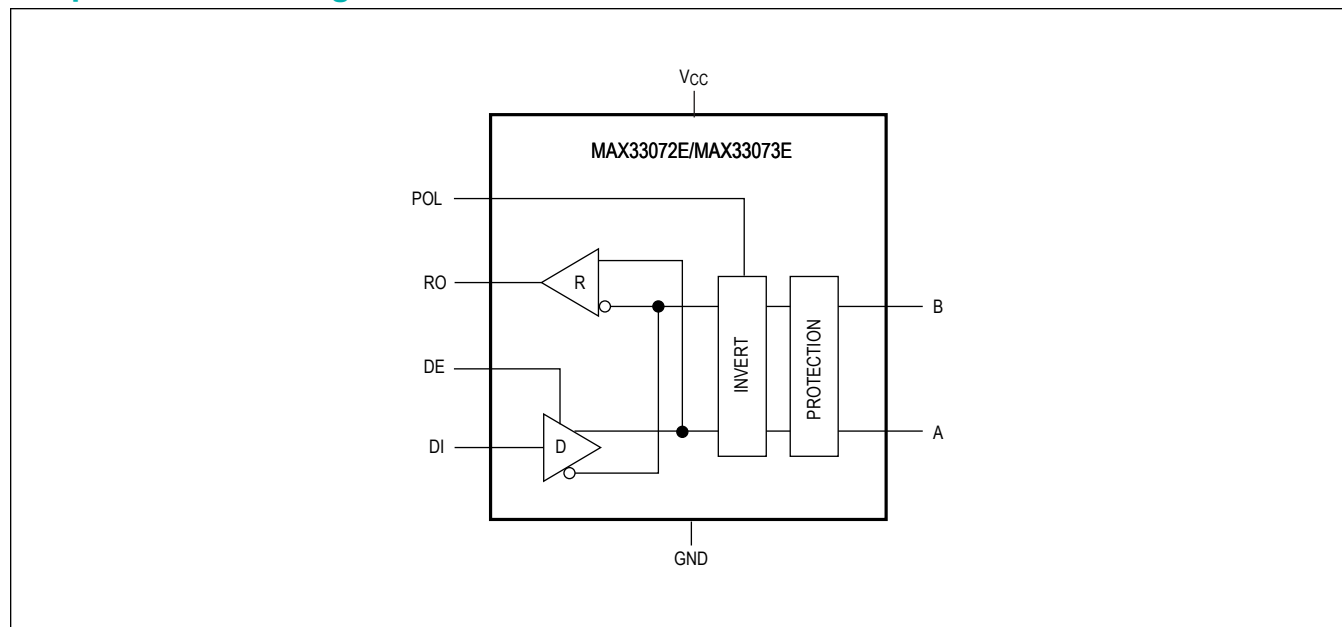 VCC
MAX33072E/MAX33073E
POL
RO
R
DE
DI
D
INVERT
PROTECTION
B
A
GND